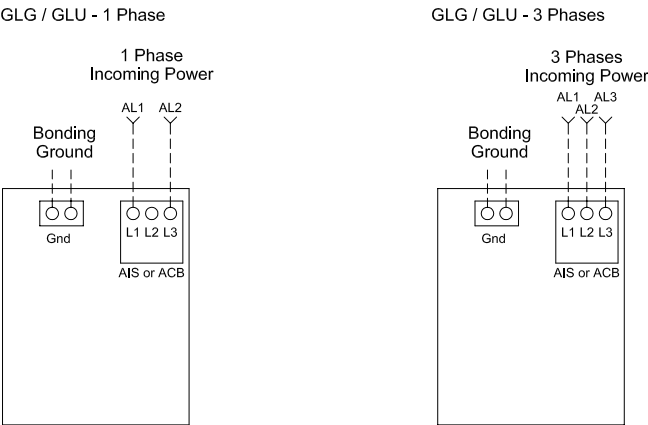 GLG / GLU - 1 Phase
1 Phase
Incoming Power
AL1 AL2
Bonding
Ground
Gnd
L1 L2 L3
AIS or ACB
GLG / GLU - 3 Phases
3 Phases
Incoming Power
AL1 AL3
AL2
Bonding
Ground
Gnd
L1 L2 L3
AIS or ACB